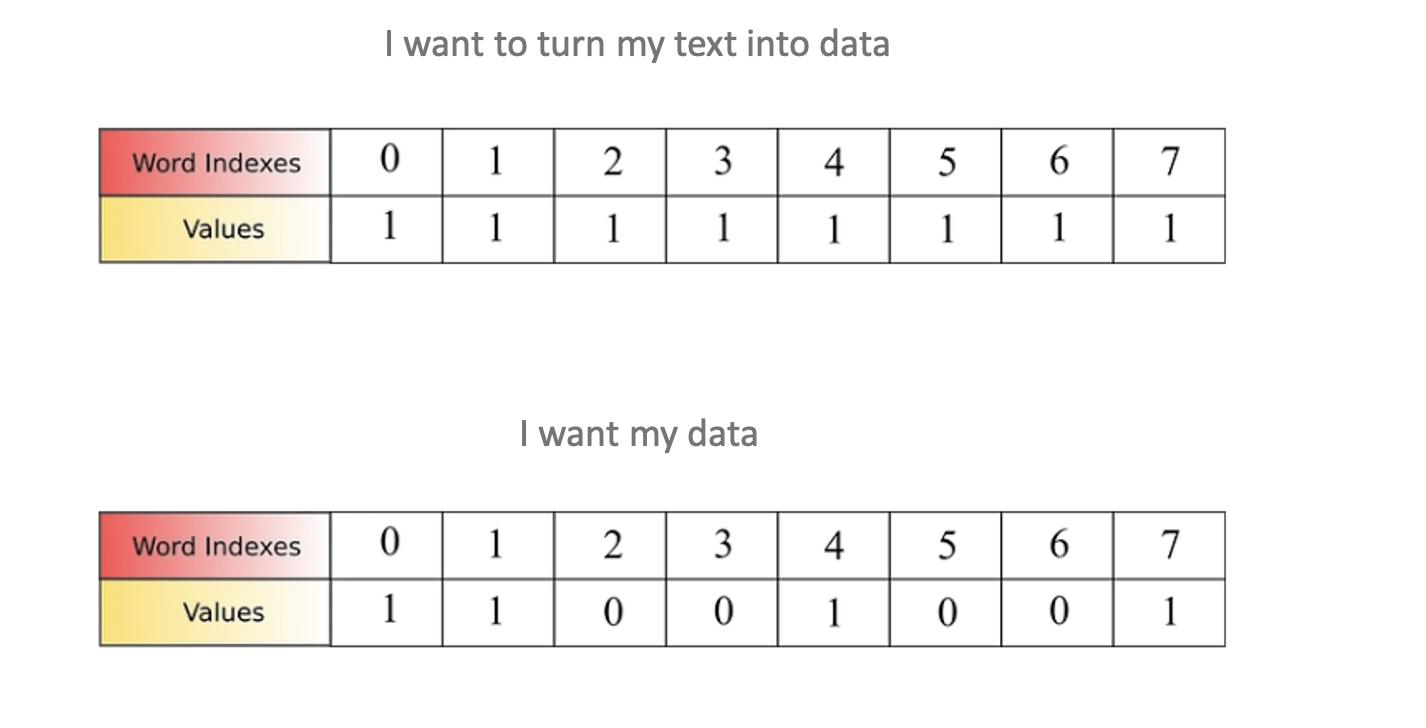 I want to turn my text into data
Word Indexes 0 1 2 3 4 5 6 7
Values 1 1 1 1 1 1 1 1
I want my data
Word Indexes 0 1 2 3 4 5 6 7
Values 1 1 0 0 1 0 0 1